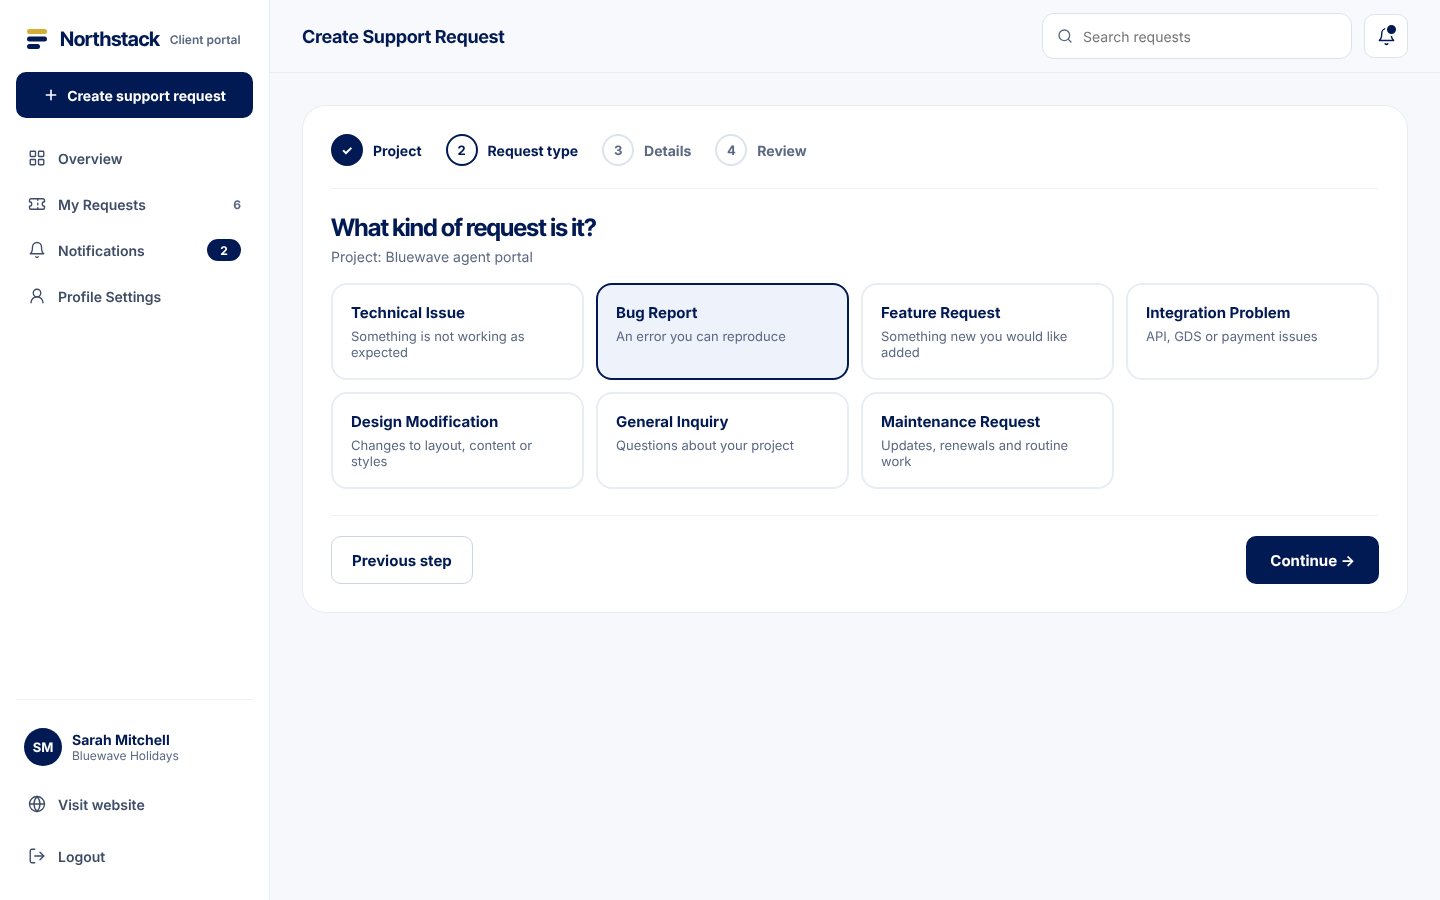 Northstack Client portal
Create support request
Overview
My Requests 6
Notifications 2
Profile Settings
SM
Sarah Mitchell
Bluewave Holidays
Visit website
Logout
Create Support Request
Search requests
Project
2 Request type
3 Details
4 Review
What kind of request is it?
Project: Bluewave agent portal
Technical Issue
Something is not working as
expected
Bug Report
An error you can reproduce
Feature Request
Something new you would like
added
Integration Problem
API, GDS or payment issues
Design Modification
Changes to layout, content or
styles
General Inquiry
Questions about your project
Maintenance Request
Updates, renewals and routine
work
Previous step
Continue →